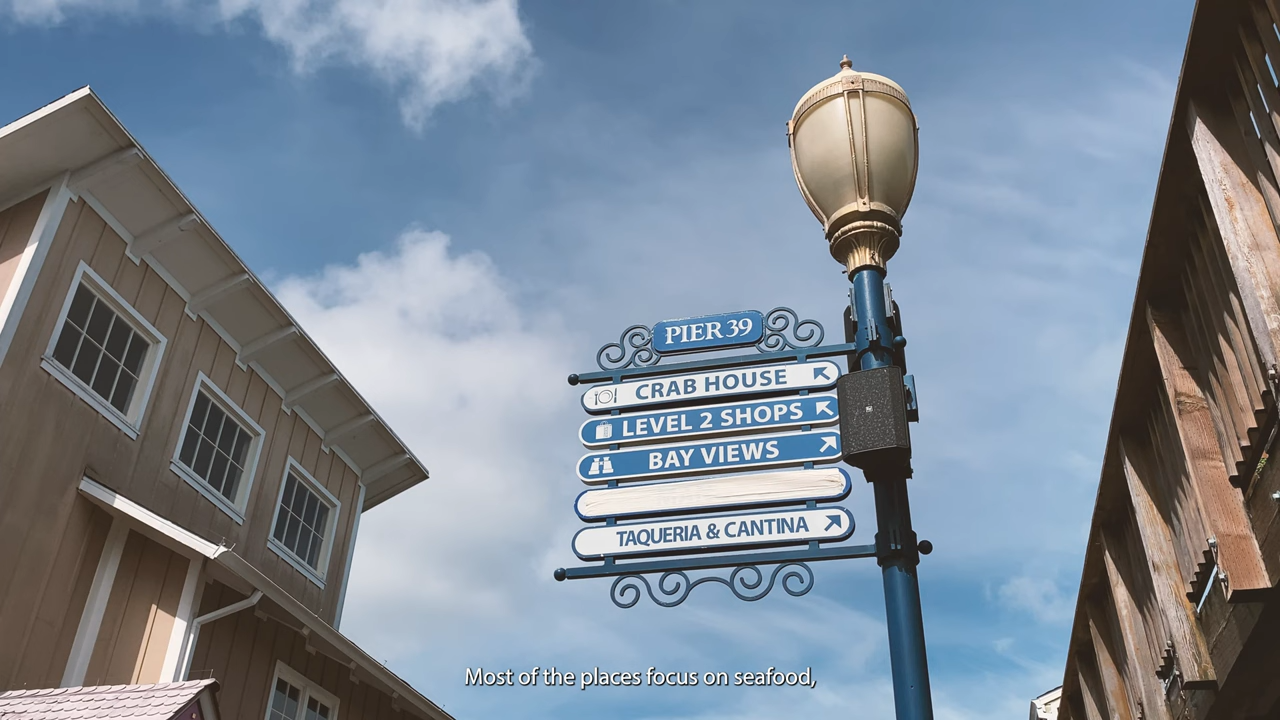 PIER 39
CRAB HOUSE
LEVEL 2 SHOPS
BAY VIEWS
TAQUERIA & CANTINA
Most of the places focus on seafood,